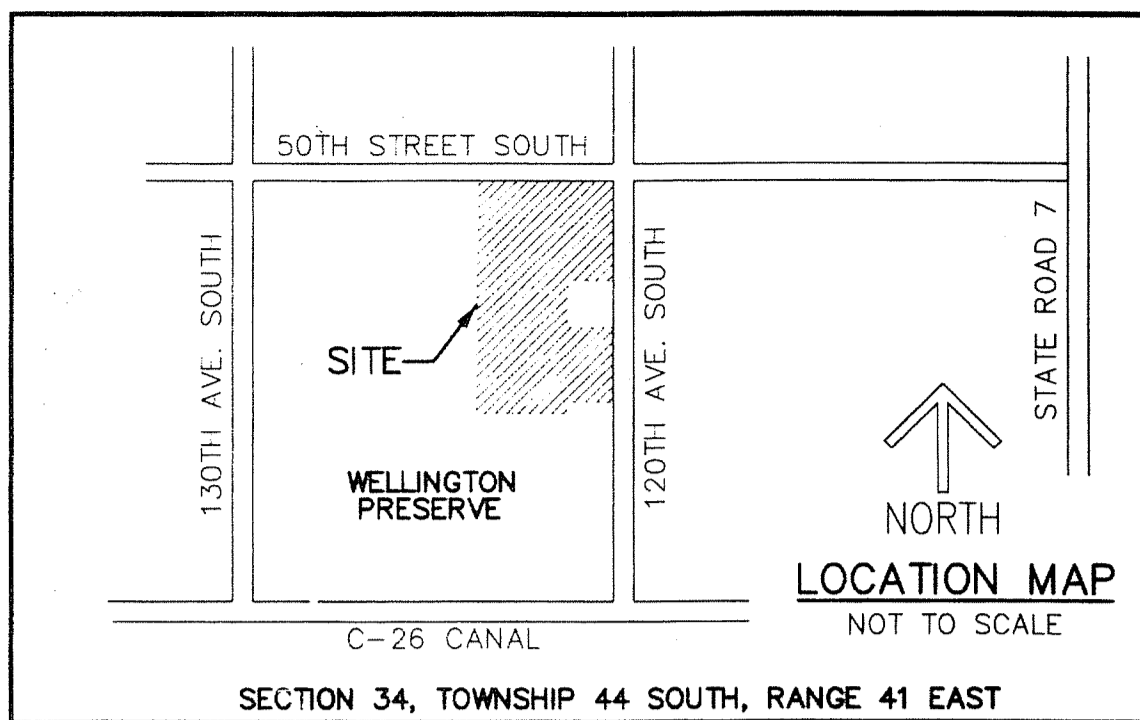 50TH STREET SOUTH
130TH AVE. SOUTH
SITE
120TH AVE. SOUTH
STATE ROAD 7
WELLINGTON
PRESERVE
NORTH
LOCATION MAP
NOT TO SCALE
C-26 CANAL
SECTION 34, TOWNSHIP 44 SOUTH, RANGE 41 EAST